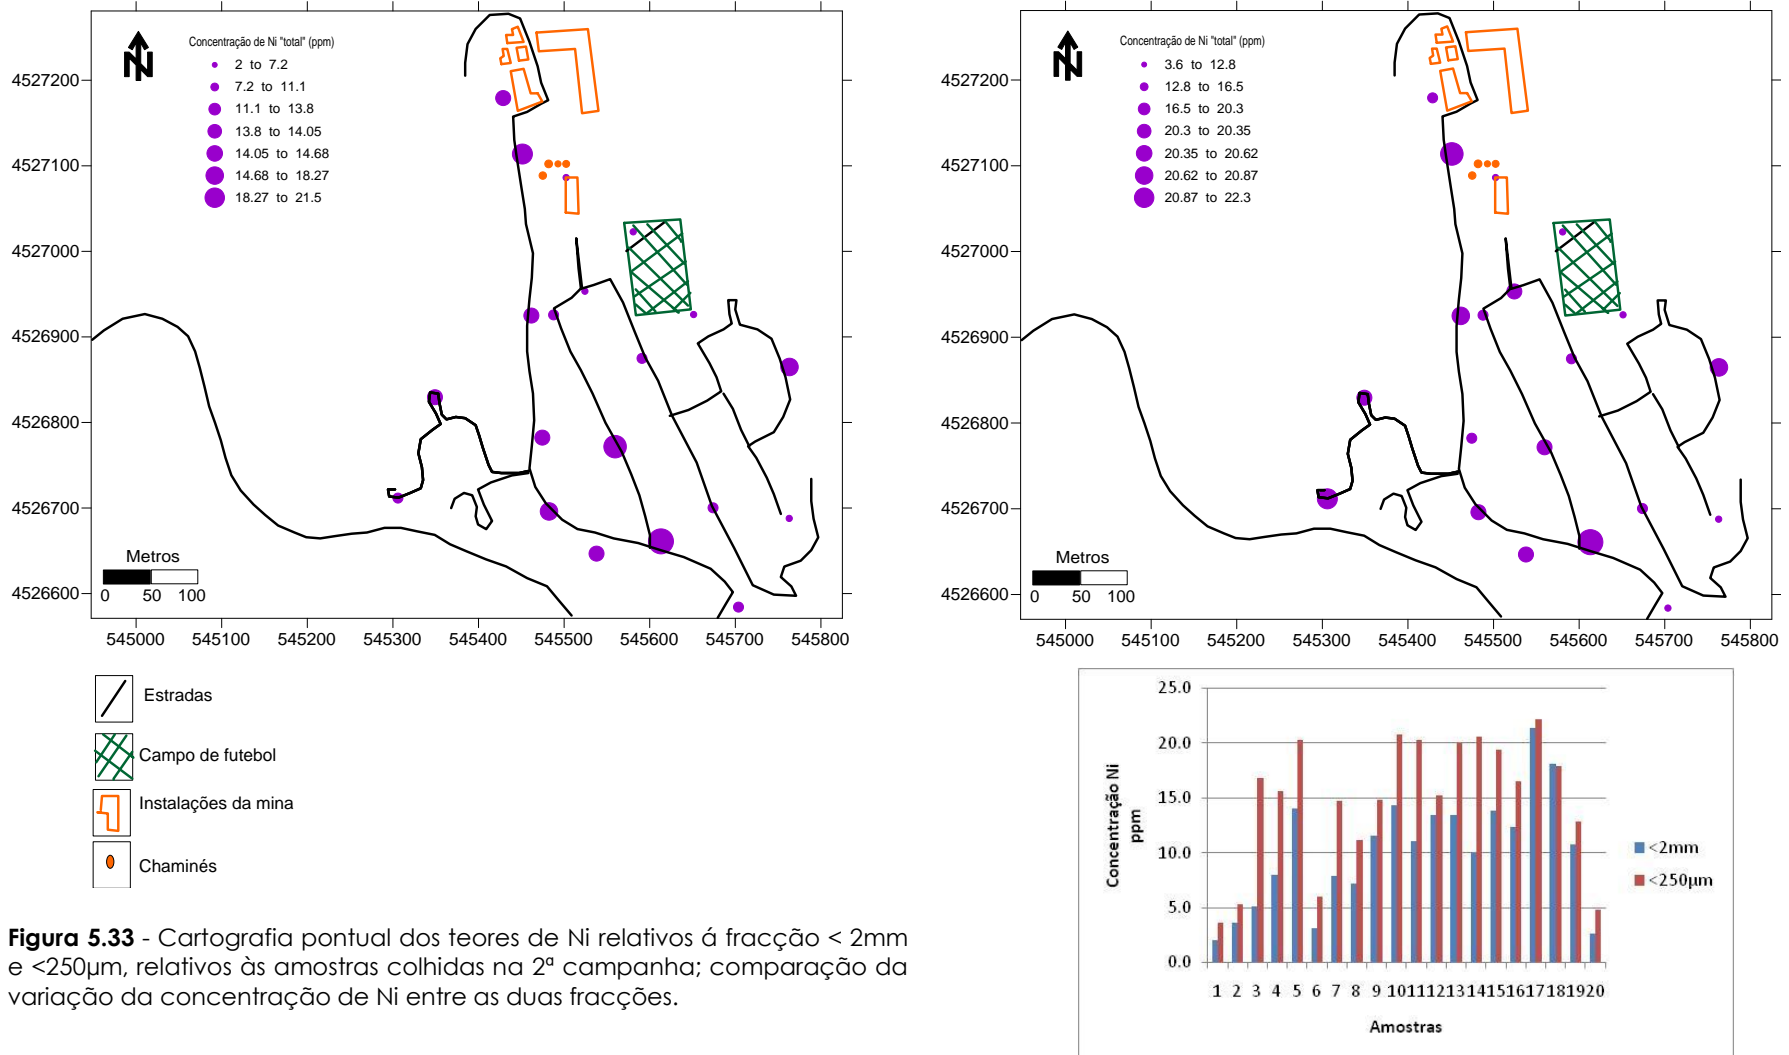 Concentração de Ni "total" (ppm)
2 to 7.2
7.2 to 11.1
11.1 to 13.8
13.8 to 14.05
14.05 to 14.68
14.68 to 18.27
18.27 to 21.5
N
4527200
4527100
4527000
4526900
4526800
4526700
4526600
Metros
0 50 100
545000 545100 545200 545300 545400 545500 545600 545700 545800
Concentração de Ni "total" (ppm)
3.6 to 12.8
12.8 to 16.5
16.5 to 20.3
20.3 to 20.35
20.35 to 20.62
20.62 to 20.87
20.87 to 22.3
N
4527200
4527100
4527000
4526900
4526800
4526700
4526600
Metros
0 50 100
545000 545100 545200 545300 545400 545500 545600 545700 545800
Estradas
Campo de futebol
Instalações da mina
Chaminés
Figura 5.33 - Cartografia pontual dos teores de Ni relativos á fracção < 2mm
e <250µm, relativos às amostras colhidas na 2ª campanha; comparação da
variação da concentração de Ni entre as duas fracções.
25.0
20.0
15.0
10.0
5.0
0.0
Concentração Ni
ppm
1 2 3 4 5 6 7 8 9 10 11 12 13 14 15 16 17 18 19 20
Amostras
<2mm
<250µm